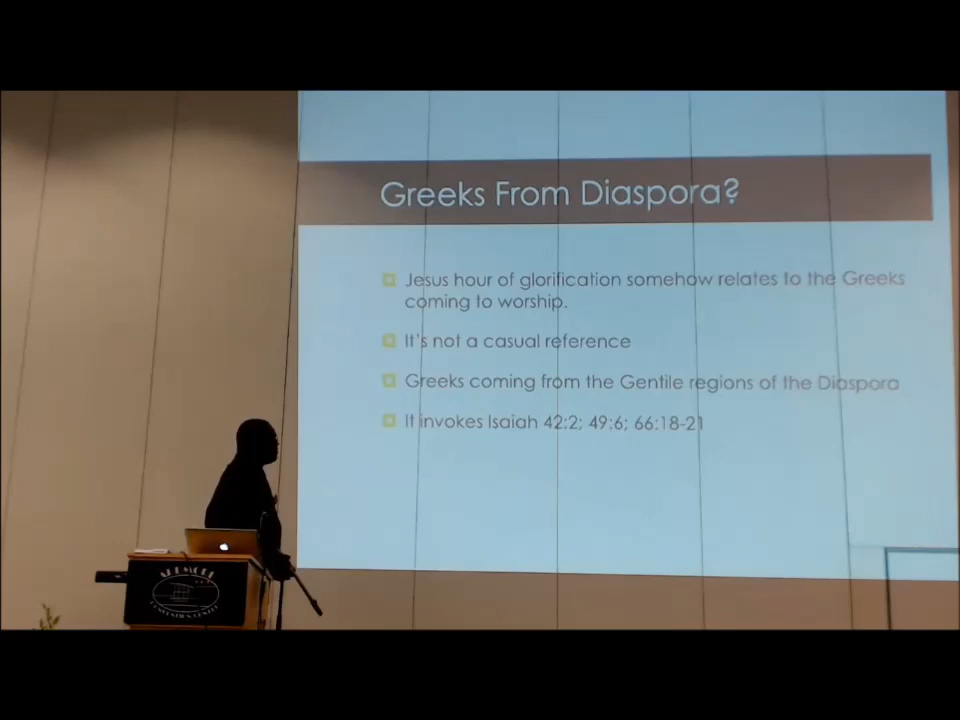 Greeks From Diaspora?
Jesus hour of glorification somehow relates to the Greeks
coming to worship.
It's not a casual reference
Greeks coming from the Gentile regions of the Diaspora
It invokes Isaiah 42:2; 49:6; 66:18-21